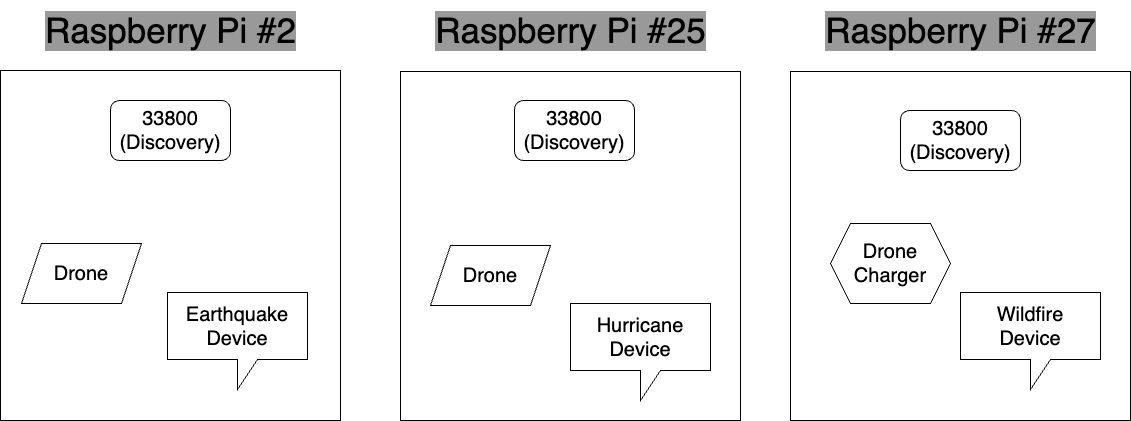 Raspberry Pi #2
33800
(Discovery)
Drone
Earthquake
Device
Raspberry Pi #25
33800
(Discovery)
Drone
Hurricane
Device
Raspberry Pi #27
33800
(Discovery)
Drone
Charger
Wildfire
Device